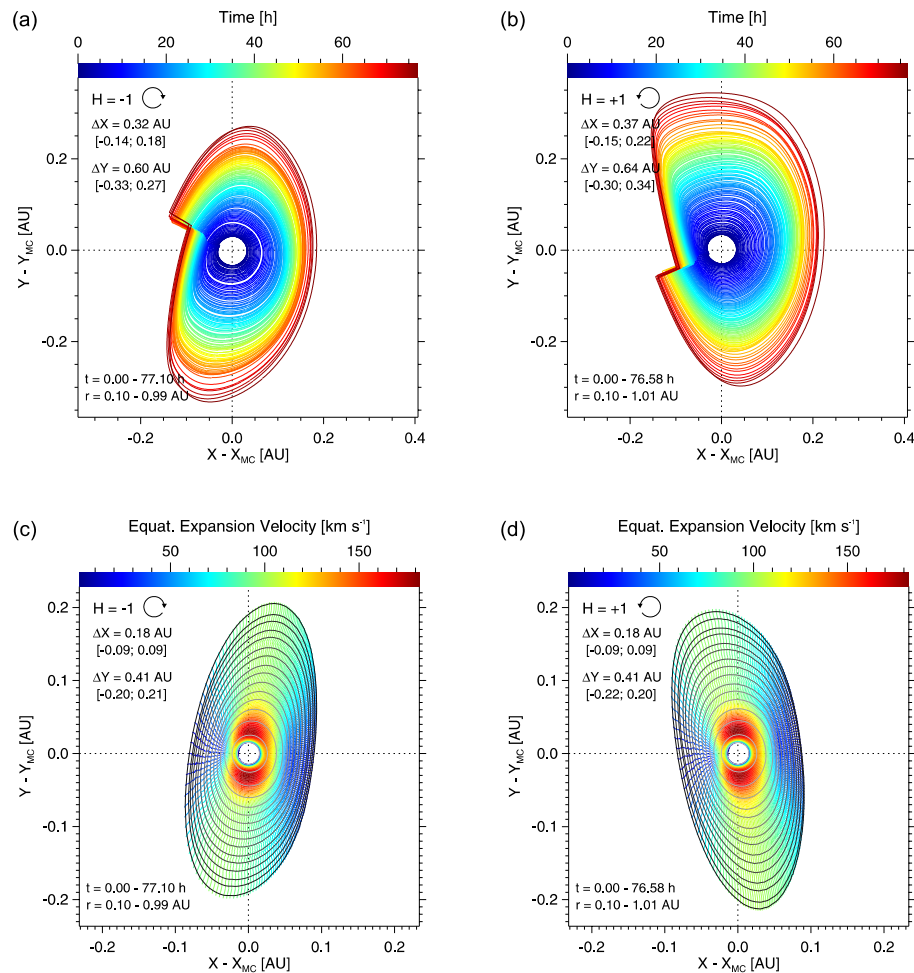 (a)
Time [h]
0 20 40 60
H = -1
ΔX = 0.32 AU
[-0.14; 0.18]
ΔY = 0.60 AU
[-0.33; 0.27]
0.2
0.0
-0.2
Y - Y_MC [AU]
t = 0.00 - 77.10 h
r = 0.10 - 0.99 AU
-0.2 0.0 0.2 0.4
X - X_MC [AU]
(b)
Time [h]
0 20 40 60
H = +1
ΔX = 0.37 AU
[-0.15; 0.22]
ΔY = 0.64 AU
[-0.30; 0.34]
0.2
0.0
-0.2
Y - Y_MC [AU]
t = 0.00 - 76.58 h
r = 0.10 - 1.01 AU
-0.2 0.0 0.2 0.4
X - X_MC [AU]
(c)
Equat. Expansion Velocity [km s⁻¹]
50 100 150
H = -1
ΔX = 0.18 AU
[-0.09; 0.09]
ΔY = 0.41 AU
[-0.20; 0.21]
0.2
0.1
0.0
-0.1
-0.2
Y - Y_MC [AU]
t = 0.00 - 77.10 h
r = 0.10 - 0.99 AU
-0.2 -0.1 0.0 0.1 0.2
X - X_MC [AU]
(d)
Equat. Expansion Velocity [km s⁻¹]
50 100 150
H = +1
ΔX = 0.18 AU
[-0.09; 0.09]
ΔY = 0.41 AU
[-0.22; 0.20]
0.2
0.1
0.0
-0.1
-0.2
Y - Y_MC [AU]
t = 0.00 - 76.58 h
r = 0.10 - 1.01 AU
-0.2 -0.1 0.0 0.1 0.2
X - X_MC [AU]